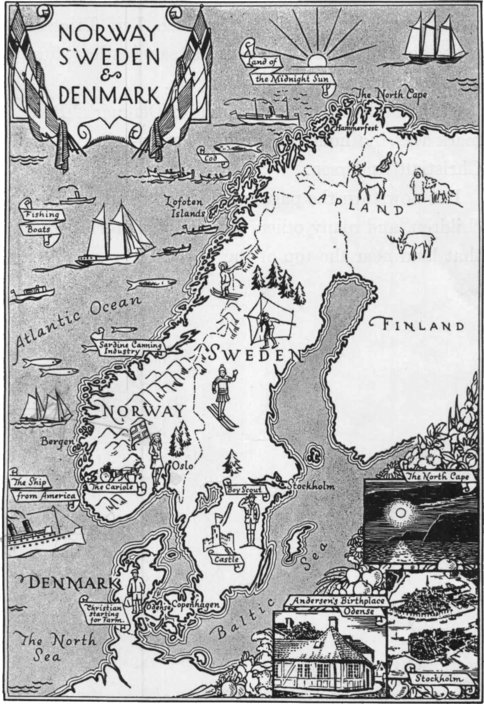 NORWAY
SWEDEN
&
DENMARK
Land of
the Midnight Sun
The North Cape
Hammerfest
Cod
LAPLAND
Lofoten
Islands
Fishing
Boats
Atlantic Ocean
FINLAND
Sardine Canning
Industry
SWEDEN
NORWAY
Bergen
Oslo
The Ship
from America
The Cariole
Boy Scout
Stockholm
The North Cape
Castle
DENMARK
Baltic Sea
Christian
starting
for Farm.
Odense
Copenhagen
Andersen's Birthplace
Odense
The North
Sea
Stockholm